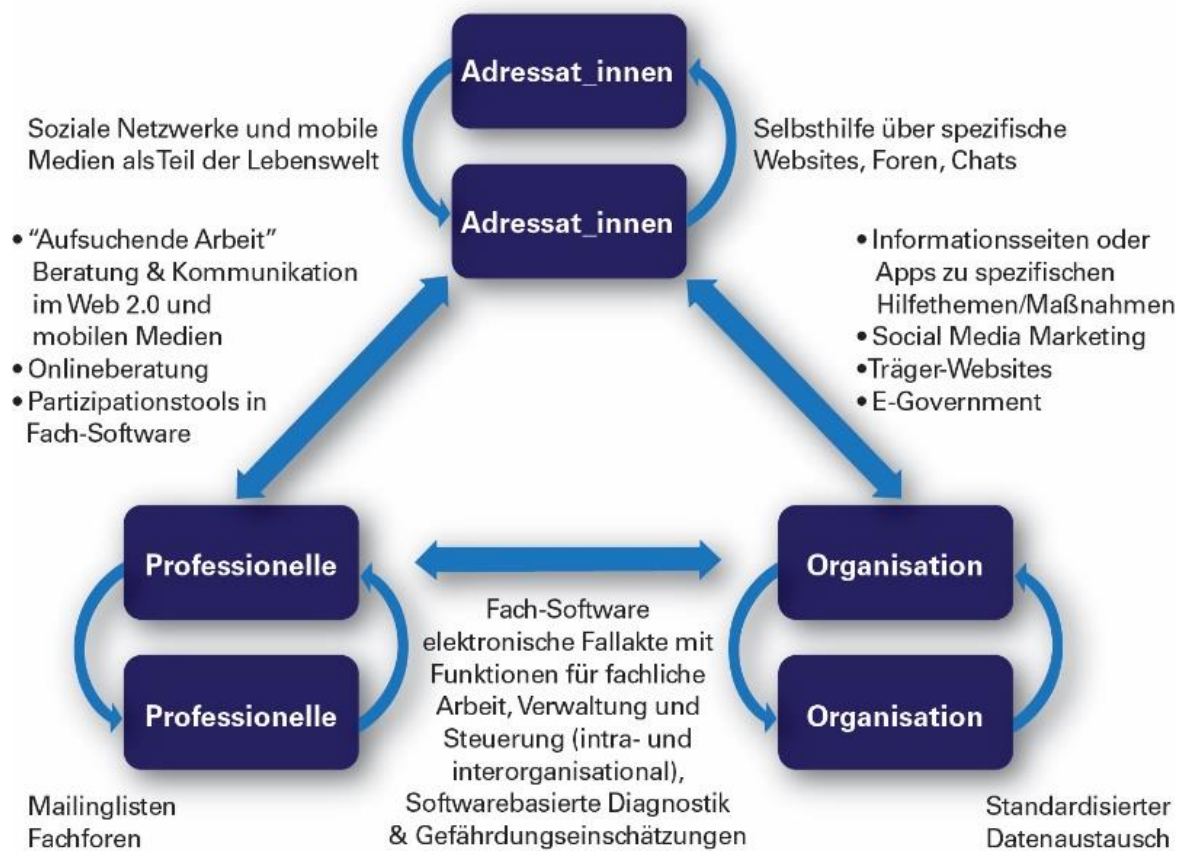 Adressat_innen
Soziale Netzwerke und mobile
Medien als Teil der Lebenswelt
Selbsthilfe über spezifische
Websites, Foren, Chats
Adressat_innen
• “Aufsuchende Arbeit”
Beratung & Kommunikation
im Web 2.0 und
mobilen Medien
• Onlineberatung
• Partizipationstools in
Fach-Software
• Informationsseiten oder
Apps zu spezifischen
Hilfethemen/Maßnahmen
• Social Media Marketing
• Träger-Websites
• E-Government
Professionelle
Professionelle
Mailinglisten
Fachforen
Fach-Software
elektronische Fallakte mit
Funktionen für fachliche
Arbeit, Verwaltung und
Steuerung (intra- und
interorganisational),
Softwarebasierte Diagnostik
& Gefährdungseinschätzungen
Organisation
Organisation
Standardisierter
Datenaustausch